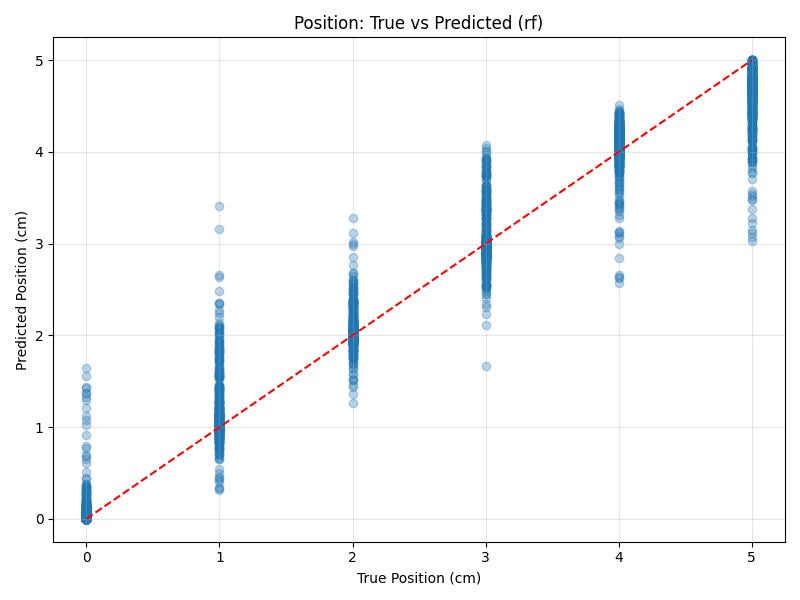 Position: True vs Predicted (rf)
Predicted Position (cm)
5
4
3
2
1
0
0 1 2 3 4 5
True Position (cm)